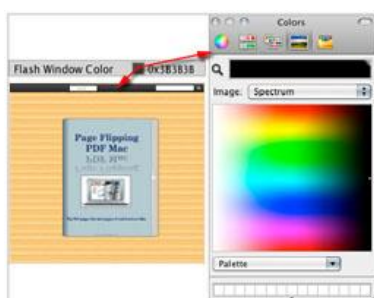 Colors
Flash Window Color 0x3B3B3B
Image: Spectrum
Page Flipping
PDF Mac
Palette